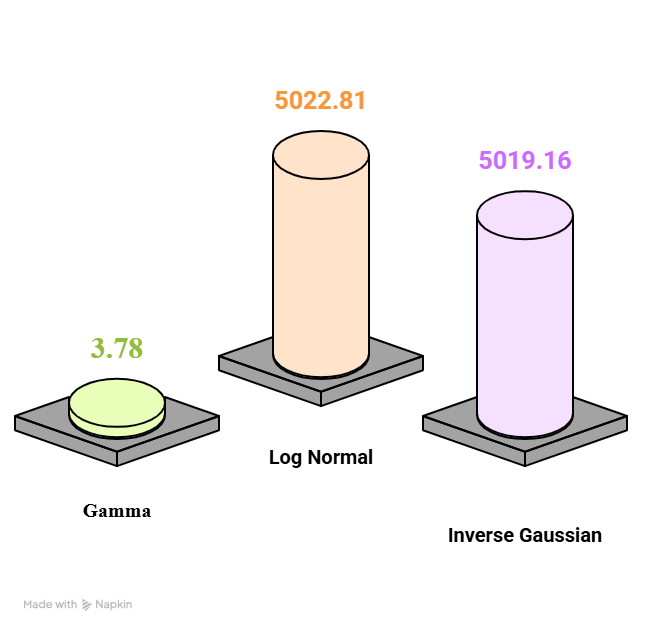 5022.81
5019.16
3.78
Log Normal
Gamma
Inverse Gaussian
Made with Napkin